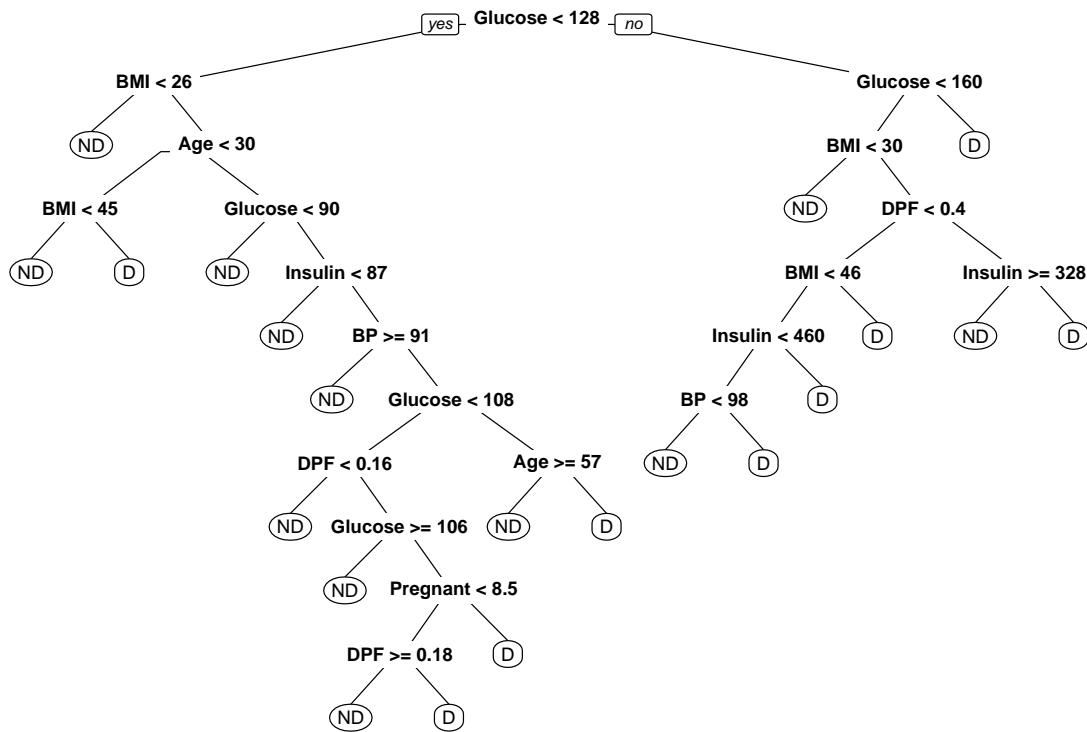 yes Glucose < 128 no
BMI < 26 Glucose < 160
ND Age < 30 BMI < 30 D
BMI < 45 Glucose < 90 ND DPF < 0.4
ND D ND Insulin < 87 BMI < 46 Insulin >= 328
ND BP >= 91 Insulin < 460 D ND D
ND Glucose < 108 BP < 98 D
DPF < 0.16 Age >= 57 ND D
ND Glucose >= 106 ND D
ND Pregnant < 8.5
DPF >= 0.18 D
ND D